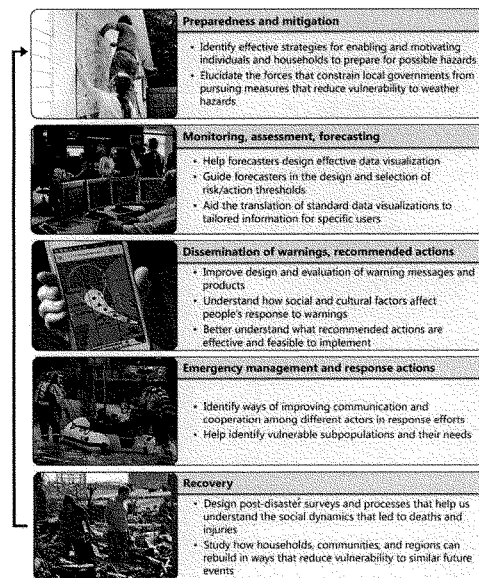 Preparedness and mitigation
• Identify effective strategies for enabling and motivating
individuals and households to prepare for possible hazards
• Elucidate the forces that constrain local governments from
pursuing measures that reduce vulnerability to weather
hazards
Monitoring, assessment, forecasting
• Help forecasters design effective data visualization
• Guide forecasters in the design and selection of
risk/action thresholds
• Aid the translation of standard data visualizations to
tailored information for specific users
Dissemination of warnings, recommended actions
• Improve design and evaluation of warning messages and
products
• Understand how social and cultural factors affect
people's response to warnings
• Better understand what recommended actions are
effective and feasible to implement
Emergency management and response actions
• Identify ways of improving communication and
cooperation among different actors in response efforts
• Help identify vulnerable subpopulations and their needs
Recovery
• Design post-disaster surveys and processes that help us
understand the social dynamics that led to deaths and
injuries
• Study how households, communities, and regions can
rebuild in ways that reduce vulnerability to similar future
events